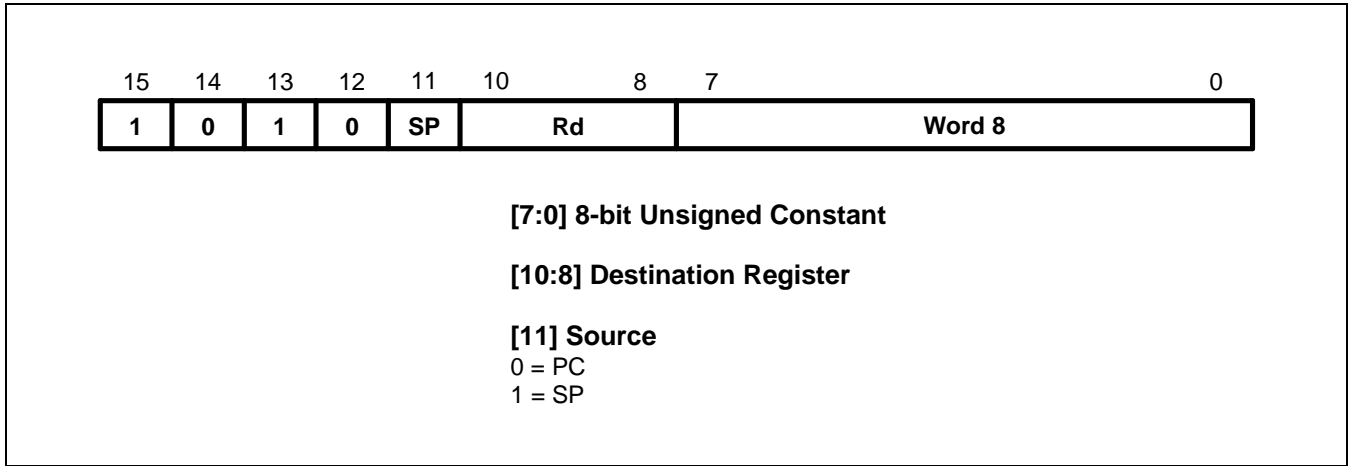 15 14 13 12 11 10 8 7 0
1 0 1 0 SP Rd Word 8
[7:0] 8-bit Unsigned Constant
[10:8] Destination Register
[11] Source
0 = PC
1 = SP